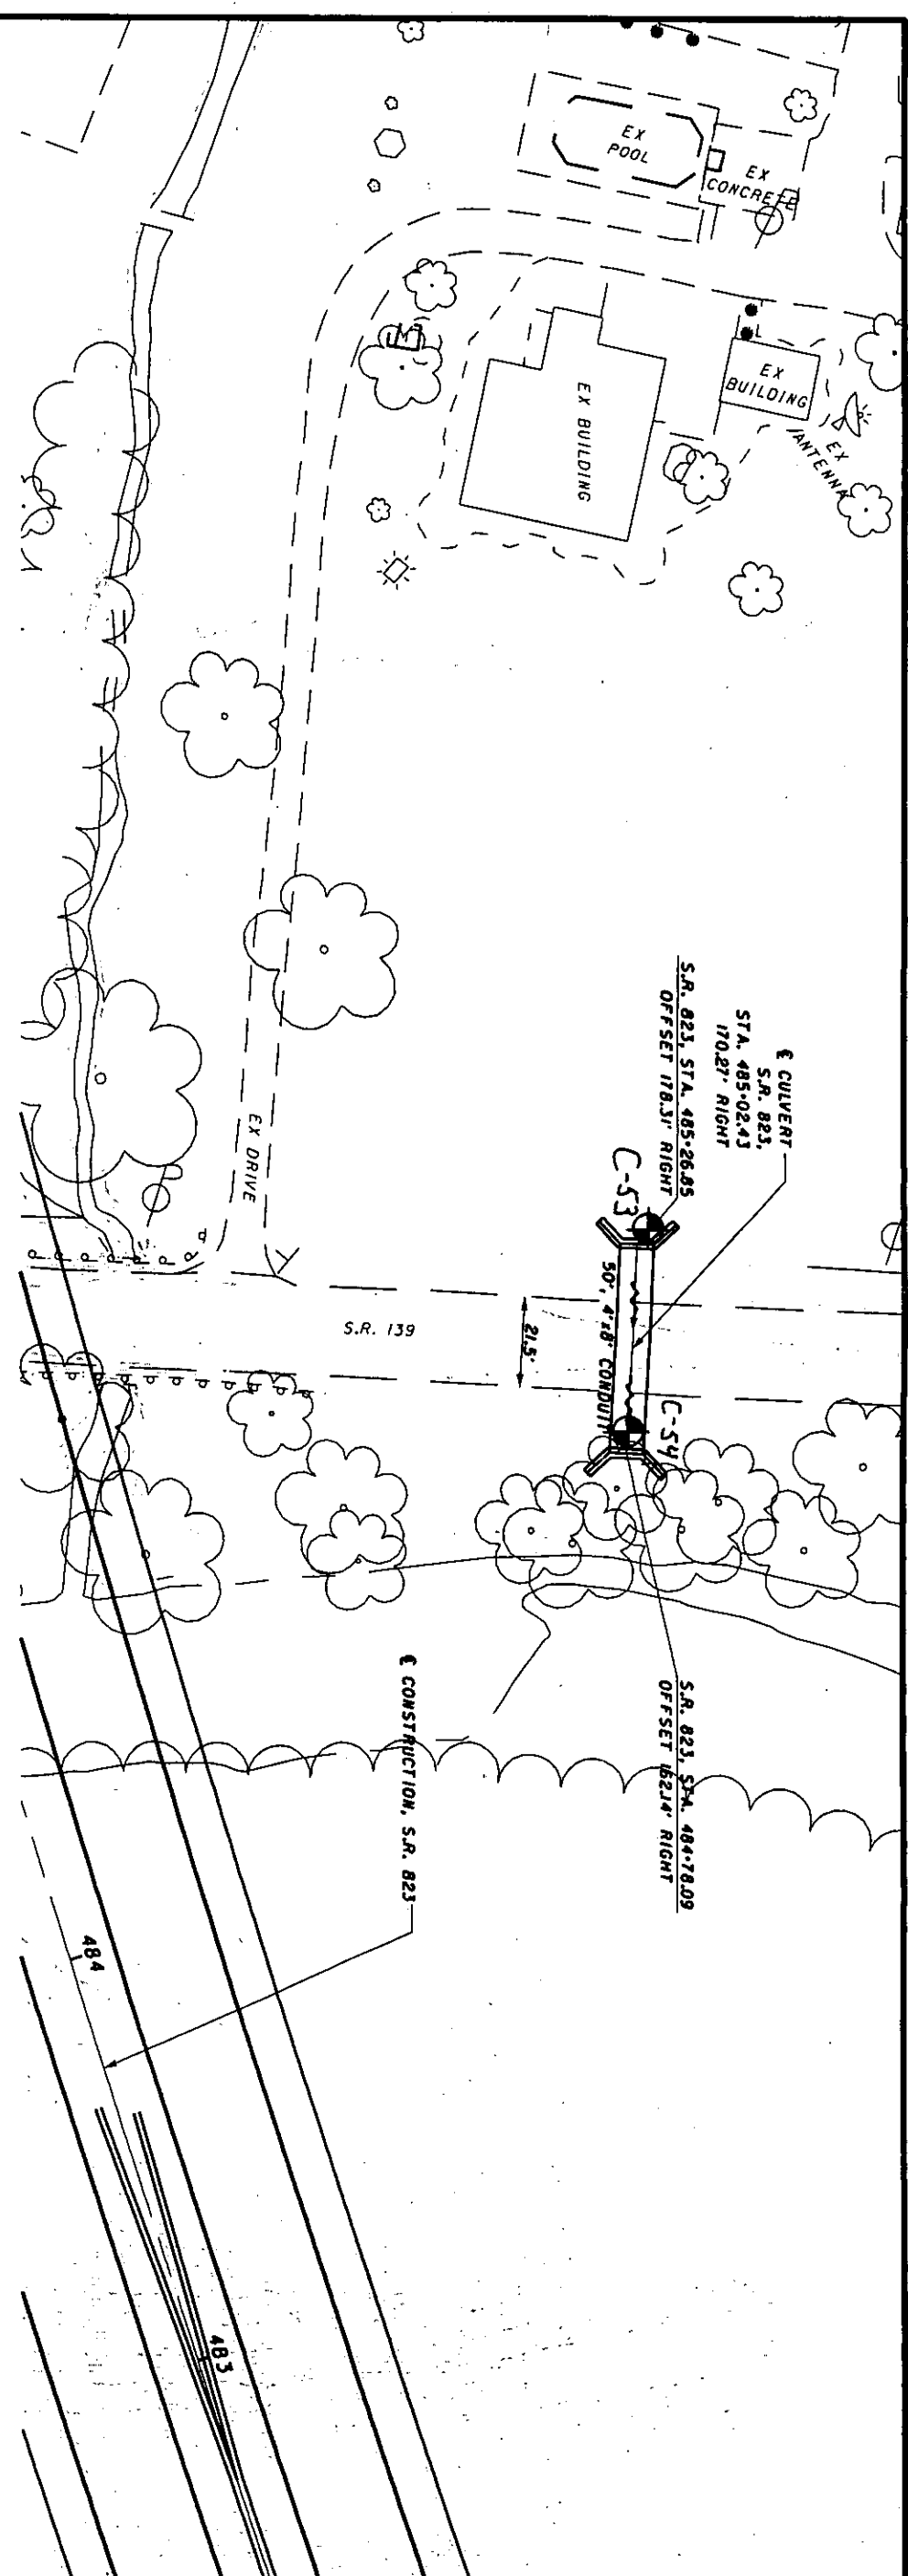 EX
POOL
EX
CONCRETE
EX
BUILDING
EX
ANTENNA
EX BUILDING
EX DRIVE
℄ CULVERT
S.R. 823,
STA. 485+02.43
170.27' RIGHT
S.R. 823, STA. 485+26.85
OFFSET 178.31' RIGHT
C-53
50', 4'x8' CONDUIT
C-54
S.R. 139
21.5'
S.R. 823, STA. 484+78.09
OFFSET 162.14' RIGHT
℄ CONSTRUCTION, S.R. 823
484
483